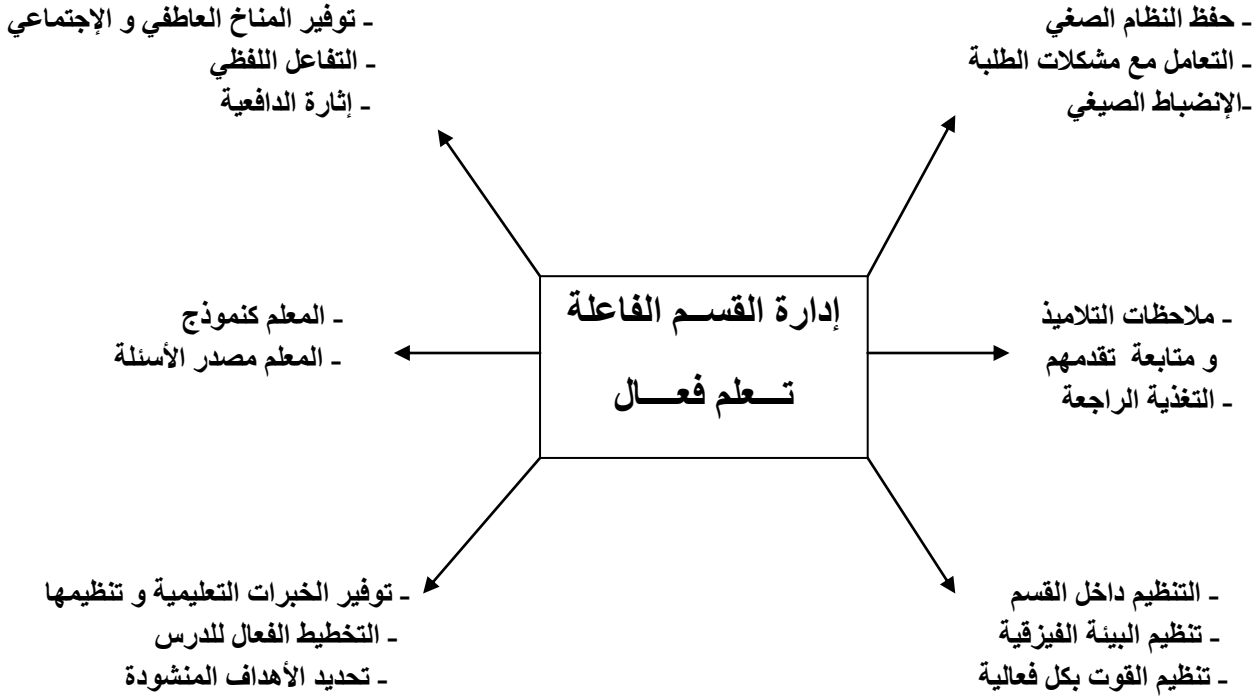 - حفظ النظام الصغي
- التعامل مع مشكلات الطلبة
-الإنضباط الصيغي
- توفير المناخ العاطفي و الإجتماعي
- التفاعل اللفظي
- إثارة الدافعية
إدارة القســم الفاعلة
تــعلم فعــــال
- ملاحظات التلاميذ
و متابعة تقدمهم
- التغذية الراجعة
- المعلم كنموذج
- المعلم مصدر الأسئلة
- التنظيم داخل القسم
- تنظيم البيئة الفيزقية
- تنظيم القوت بكل فعالية
- توفير الخبرات التعليمية و تنظيمها
- التخطيط الفعال للدرس
- تحديد الأهداف المنشودة